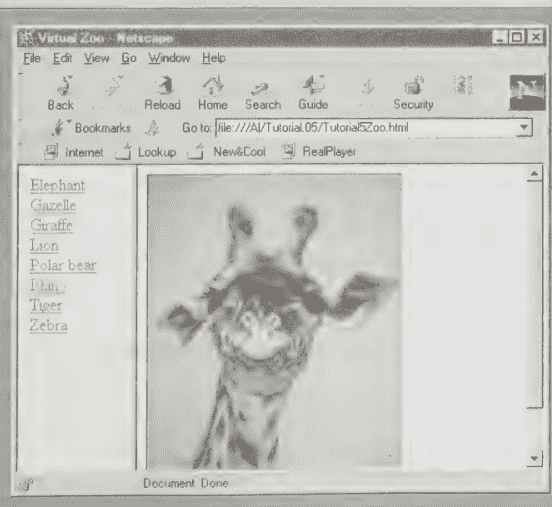 Virtual Zoo - Netscape
File Edit View Go Window Help
Back Reload Home Search Guide Security
N
Bookmarks Go to: file:///A|/Tutorial.05/Tutorial5Zoo.html
Internet Lookup New&Cool RealPlayer
Elephant
Gazelle
Giraffe
Lion
Polar bear
Tiger
Zebra
Document Done